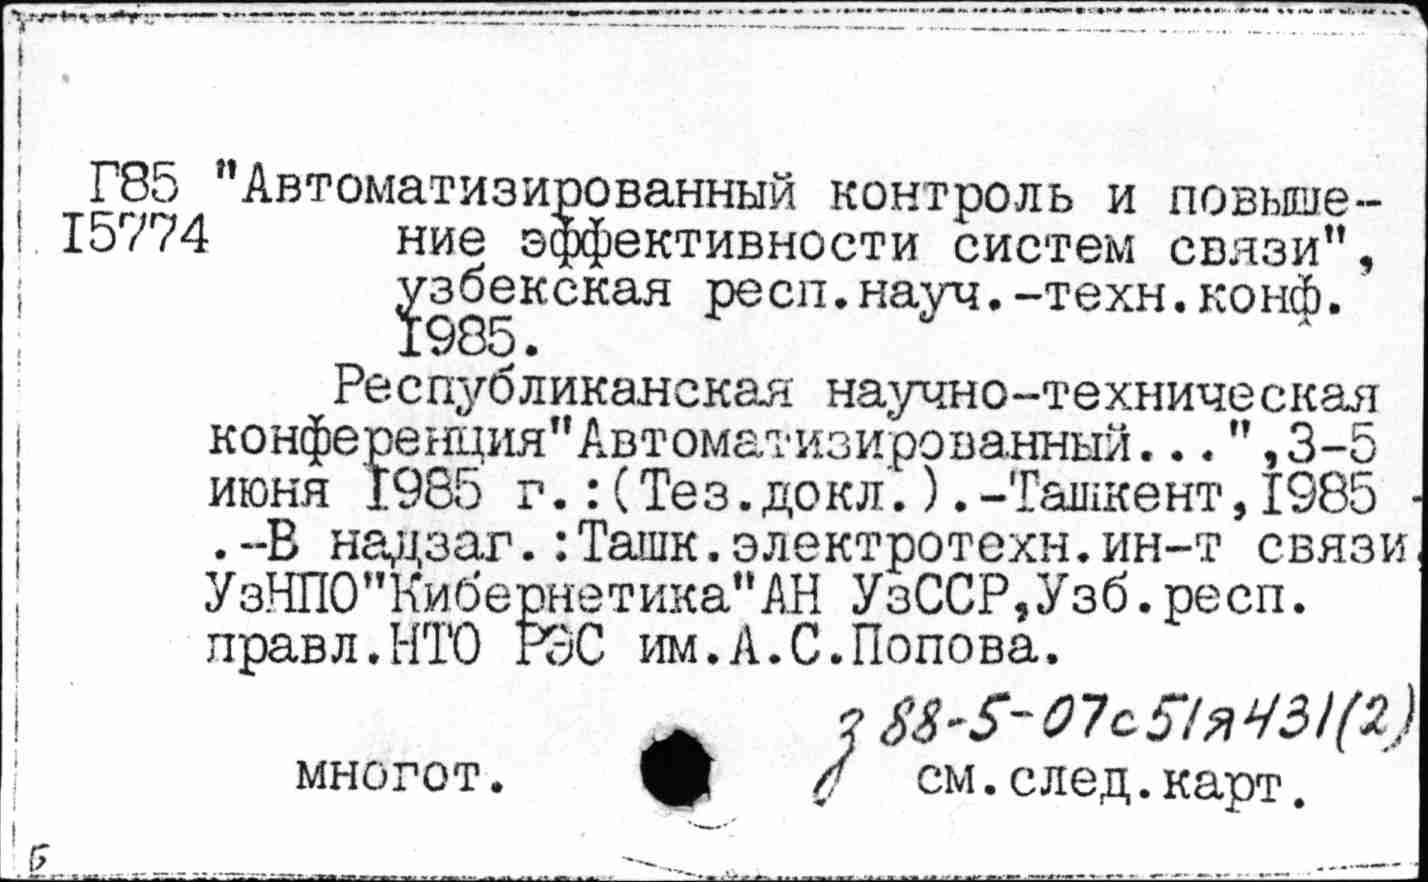 Г85 "Автоматизированный контроль и повыше-
I5774 ние эффективности систем связи",
узбекская респ.науч.-техн.конф.
I985.
Республиканская научно-техническая
конференция"Автоматизированный...",3-5
июня I985 г.:(Тез.докл.).-Ташкент,I985 -
.-В надзаг.:Ташк.электротехн.ин-т связи,
УзНПО"Кибернетика"АН УзССР,Узб.респ.
правл.НТО РЭС им.А.С.Попова.
з 88-5-07с51я431(2)
многот. см.след.карт.
Б